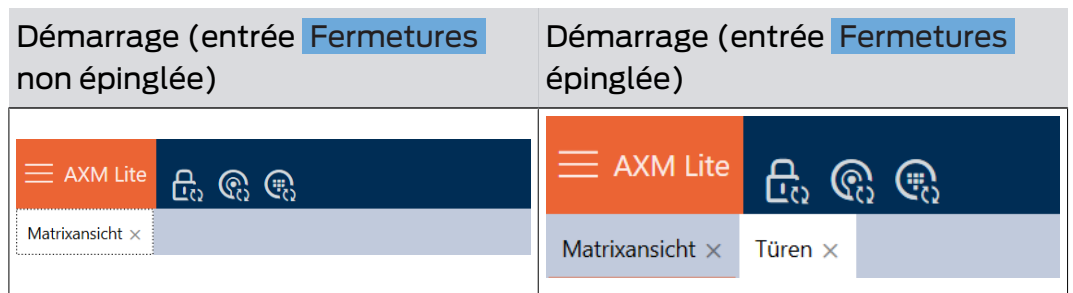 Démarrage (entrée Fermetures
non épinglée)
Démarrage (entrée Fermetures
épinglée)
AXM Lite
Matrixansicht ×
AXM Lite
Matrixansicht × Türen ×